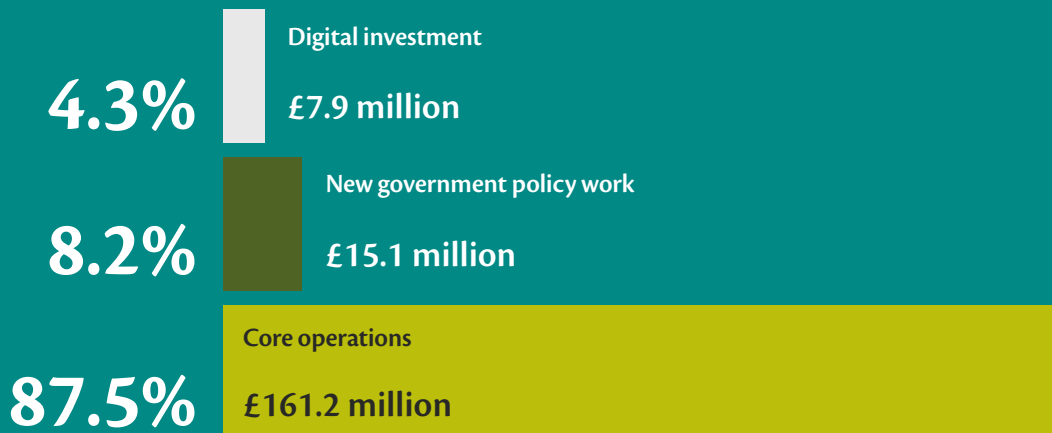 4.3%
Digital investment
£7.9 million
8.2%
New government policy work
£15.1 million
87.5%
Core operations
£161.2 million